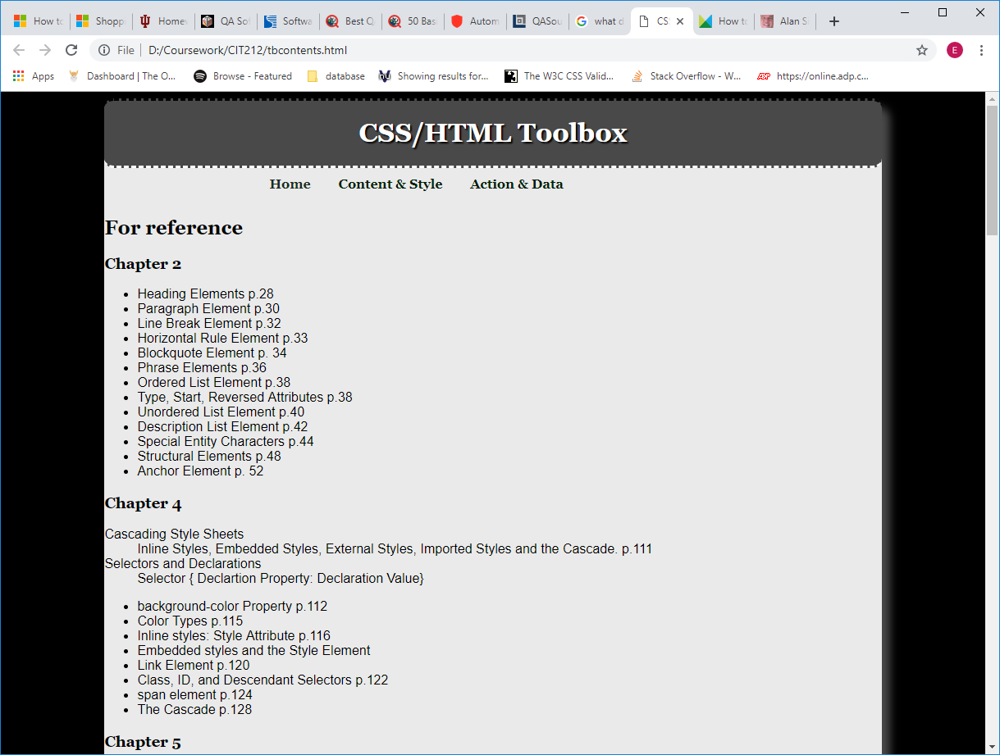 How to Shopp Homew QA Sof Softwa Best Q 50 Bas Autom QASou what d CS How to Alan S
File D:/Coursework/CIT212/tbcontents.html E
Apps Dashboard | The O... Browse - Featured database Showing results for... The W3C CSS Valid... Stack Overflow - W... https://online.adp.c...
CSS/HTML Toolbox
Home Content & Style Action & Data
For reference
Chapter 2
• Heading Elements p.28
• Paragraph Element p.30
• Line Break Element p.32
• Horizontal Rule Element p.33
• Blockquote Element p. 34
• Phrase Elements p.36
• Ordered List Element p.38
• Type, Start, Reversed Attributes p.38
• Unordered List Element p.40
• Description List Element p.42
• Special Entity Characters p.44
• Structural Elements p.48
• Anchor Element p. 52
Chapter 4
Cascading Style Sheets
Inline Styles, Embedded Styles, External Styles, Imported Styles and the Cascade. p.111
Selectors and Declarations
Selector { Declartion Property: Declaration Value}
• background-color Property p.112
• Color Types p.115
• Inline styles: Style Attribute p.116
• Embedded styles and the Style Element
• Link Element p.120
• Class, ID, and Descendant Selectors p.122
• span element p.124
• The Cascade p.128
Chapter 5